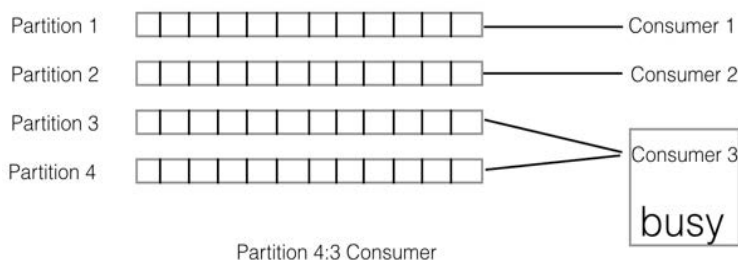 Partition 1
Consumer 1
Partition 2
Consumer 2
Partition 3
Consumer 3
Partition 4
busy
Partition 4:3 Consumer